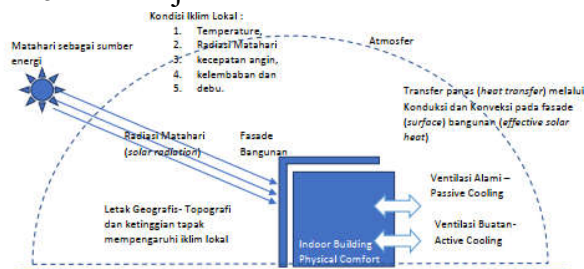 Kondisi Iklim Lokal :
1. Temperature,
2. Radiasi Matahari
3. kecepatan angin,
4. kelembaban dan
5. debu.
Matahari sebagai sumber
energi
Atmosfer
Transfer panas (heat transfer) melalui
Konduksi dan Konveksi pada fasade
(surface) bangunan (effective solar
heat)
Radiasi Matahari
(solar radiation)
Fasade
Bangunan
Ventilasi Alami –
Passive Cooling
Letak Geografis- Topografi
dan ketinggian tapak
mempengaruhi iklim lokal
Ventilasi Buatan-
Active Cooling
Indoor Building
Physical Comfort